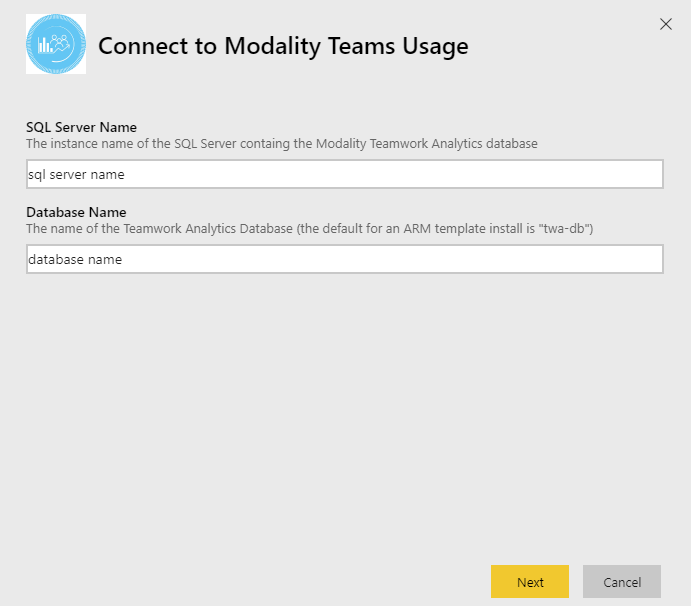 Connect to Modality Teams Usage
SQL Server Name
The instance name of the SQL Server containg the Modality Teamwork Analytics database
sql server name
Database Name
The name of the Teamwork Analytics Database (the default for an ARM template install is "twa-db")
database name
Next
Cancel